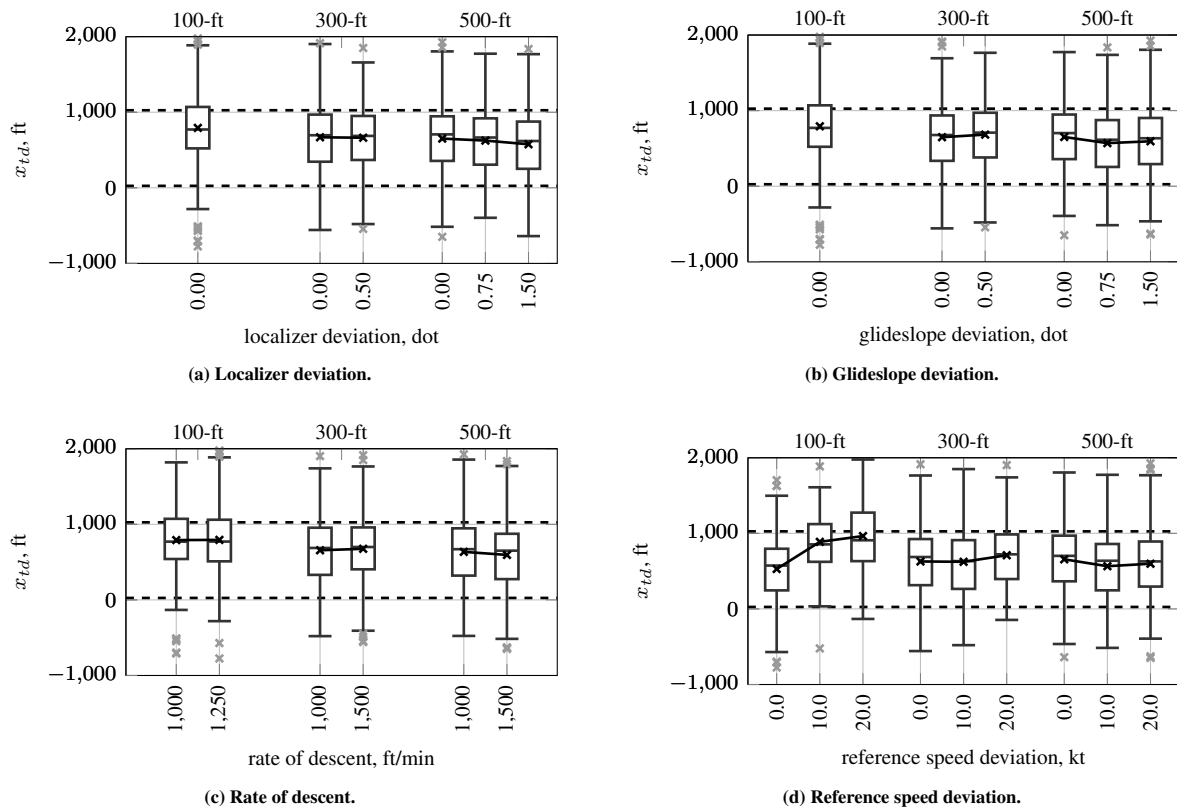 100-ft 300-ft 500-ft
2,000
1,000
0
−1,000
x_td, ft
0.00 0.00 0.50 0.00 0.75 1.50
localizer deviation, dot
(a) Localizer deviation.
100-ft 300-ft 500-ft
2,000
1,000
0
−1,000
x_td, ft
0.00 0.00 0.50 0.00 0.75 1.50
glideslope deviation, dot
(b) Glideslope deviation.
100-ft 300-ft 500-ft
2,000
1,000
0
−1,000
x_td, ft
1,000 1,250 1,000 1,500 1,000 1,500
rate of descent, ft/min
(c) Rate of descent.
100-ft 300-ft 500-ft
2,000
1,000
0
−1,000
x_td, ft
0.0 10.0 20.0 0.0 10.0 20.0 0.0 10.0 20.0
reference speed deviation, kt
(d) Reference speed deviation.